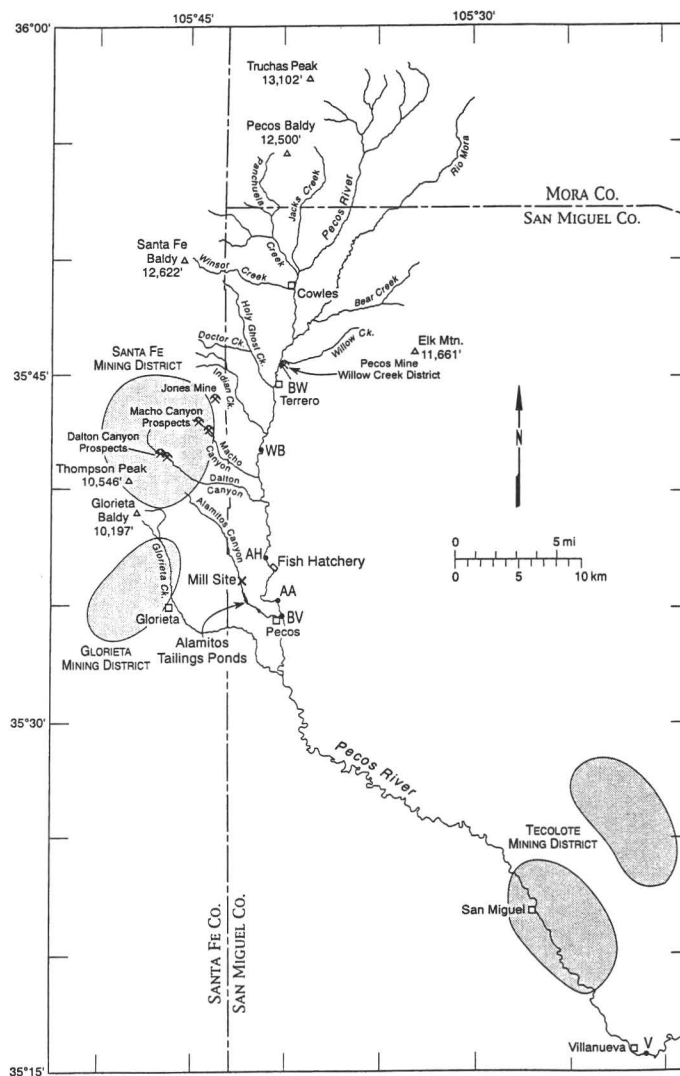 105°45'
105°30'
36°00'
Truchas Peak
13,102'
Pecos Baldy
12,500'
Panchuela
Creek
Jacks Creek
Pecos River
Rio Mora
MORA CO.
SAN MIGUEL CO.
Santa Fe
Baldy
12,622'
Winsor Creek
Cowles
Holy Ghost Ck.
Bear Creek
Doctor Ck.
Willow Ck.
Elk Mtn.
11,661'
Indian Ck.
Pecos Mine
Willow Creek District
SANTA FE
MINING DISTRICT
35°45'
BW
Terrero
Jones Mine
Macho Canyon
Prospects
N
Dalton Canyon
Prospects
Macho
Canyon
WB
Thompson Peak
10,546'
Dalton
Canyon
Glorieta
Baldy
10,197'
Alamitos Canyon
0 5 mi
0 5 10 km
AH
Fish Hatchery
Glorieta Ck.
Mill Site
AA
BV
Glorieta
Pecos
Alamitos
Tailings Ponds
GLORIETA
MINING DISTRICT
35°30'
Pecos River
TECOLOTE
MINING DISTRICT
San Miguel
SANTA FE CO.
SAN MIGUEL CO.
Villanueva
V
35°15'